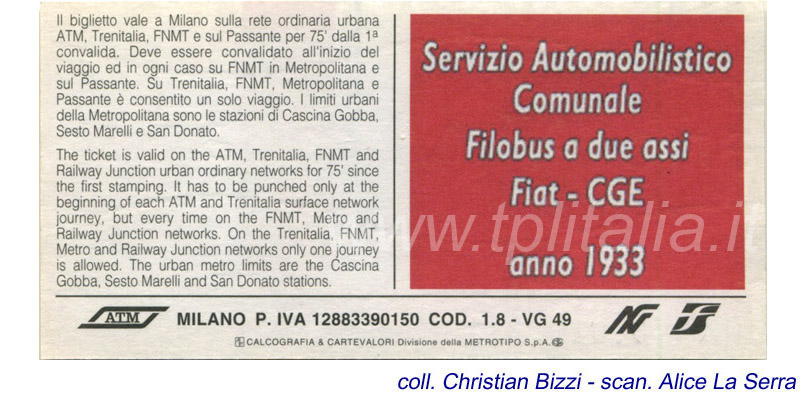 Il biglietto vale a Milano sulla rete ordinaria urbana
ATM, Trenitalia, FNMT e sul Passante per 75' dalla 1ª
convalida. Deve essere convalidato all'inizio del
viaggio ed in ogni caso su FNMT in Metropolitana e
sul Passante. Su Trenitalia, FNMT, Metropolitana e
Passante è consentito un solo viaggio. I limiti urbani
della Metropolitana sono le stazioni di Cascina Gobba,
Sesto Marelli e San Donato.
The ticket is valid on the ATM, Trenitalia, FNMT and
Railway Junction urban ordinary networks for 75' since
the first stamping. It has to be punched only at the
beginning of each ATM and Trenitalia surface network
journey, but every time on the FNMT, Metro and
Railway Junction networks. On the Trenitalia, FNMT,
Metro and Railway Junction networks only one journey
is allowed. The urban metro limits are the Cascina
Gobba, Sesto Marelli and San Donato stations.
Servizio Automobilistico
Comunale
Filobus a due assi
Fiat - CGE
anno 1933
www.tplitalia.it
ATM MILANO P. IVA 12883390150 COD. 1.8 - VG 49
CALCOGRAFIA & CARTEVALORI Divisione della METROTIPO S.p.A.
coll. Christian Bizzi - scan. Alice La Serra